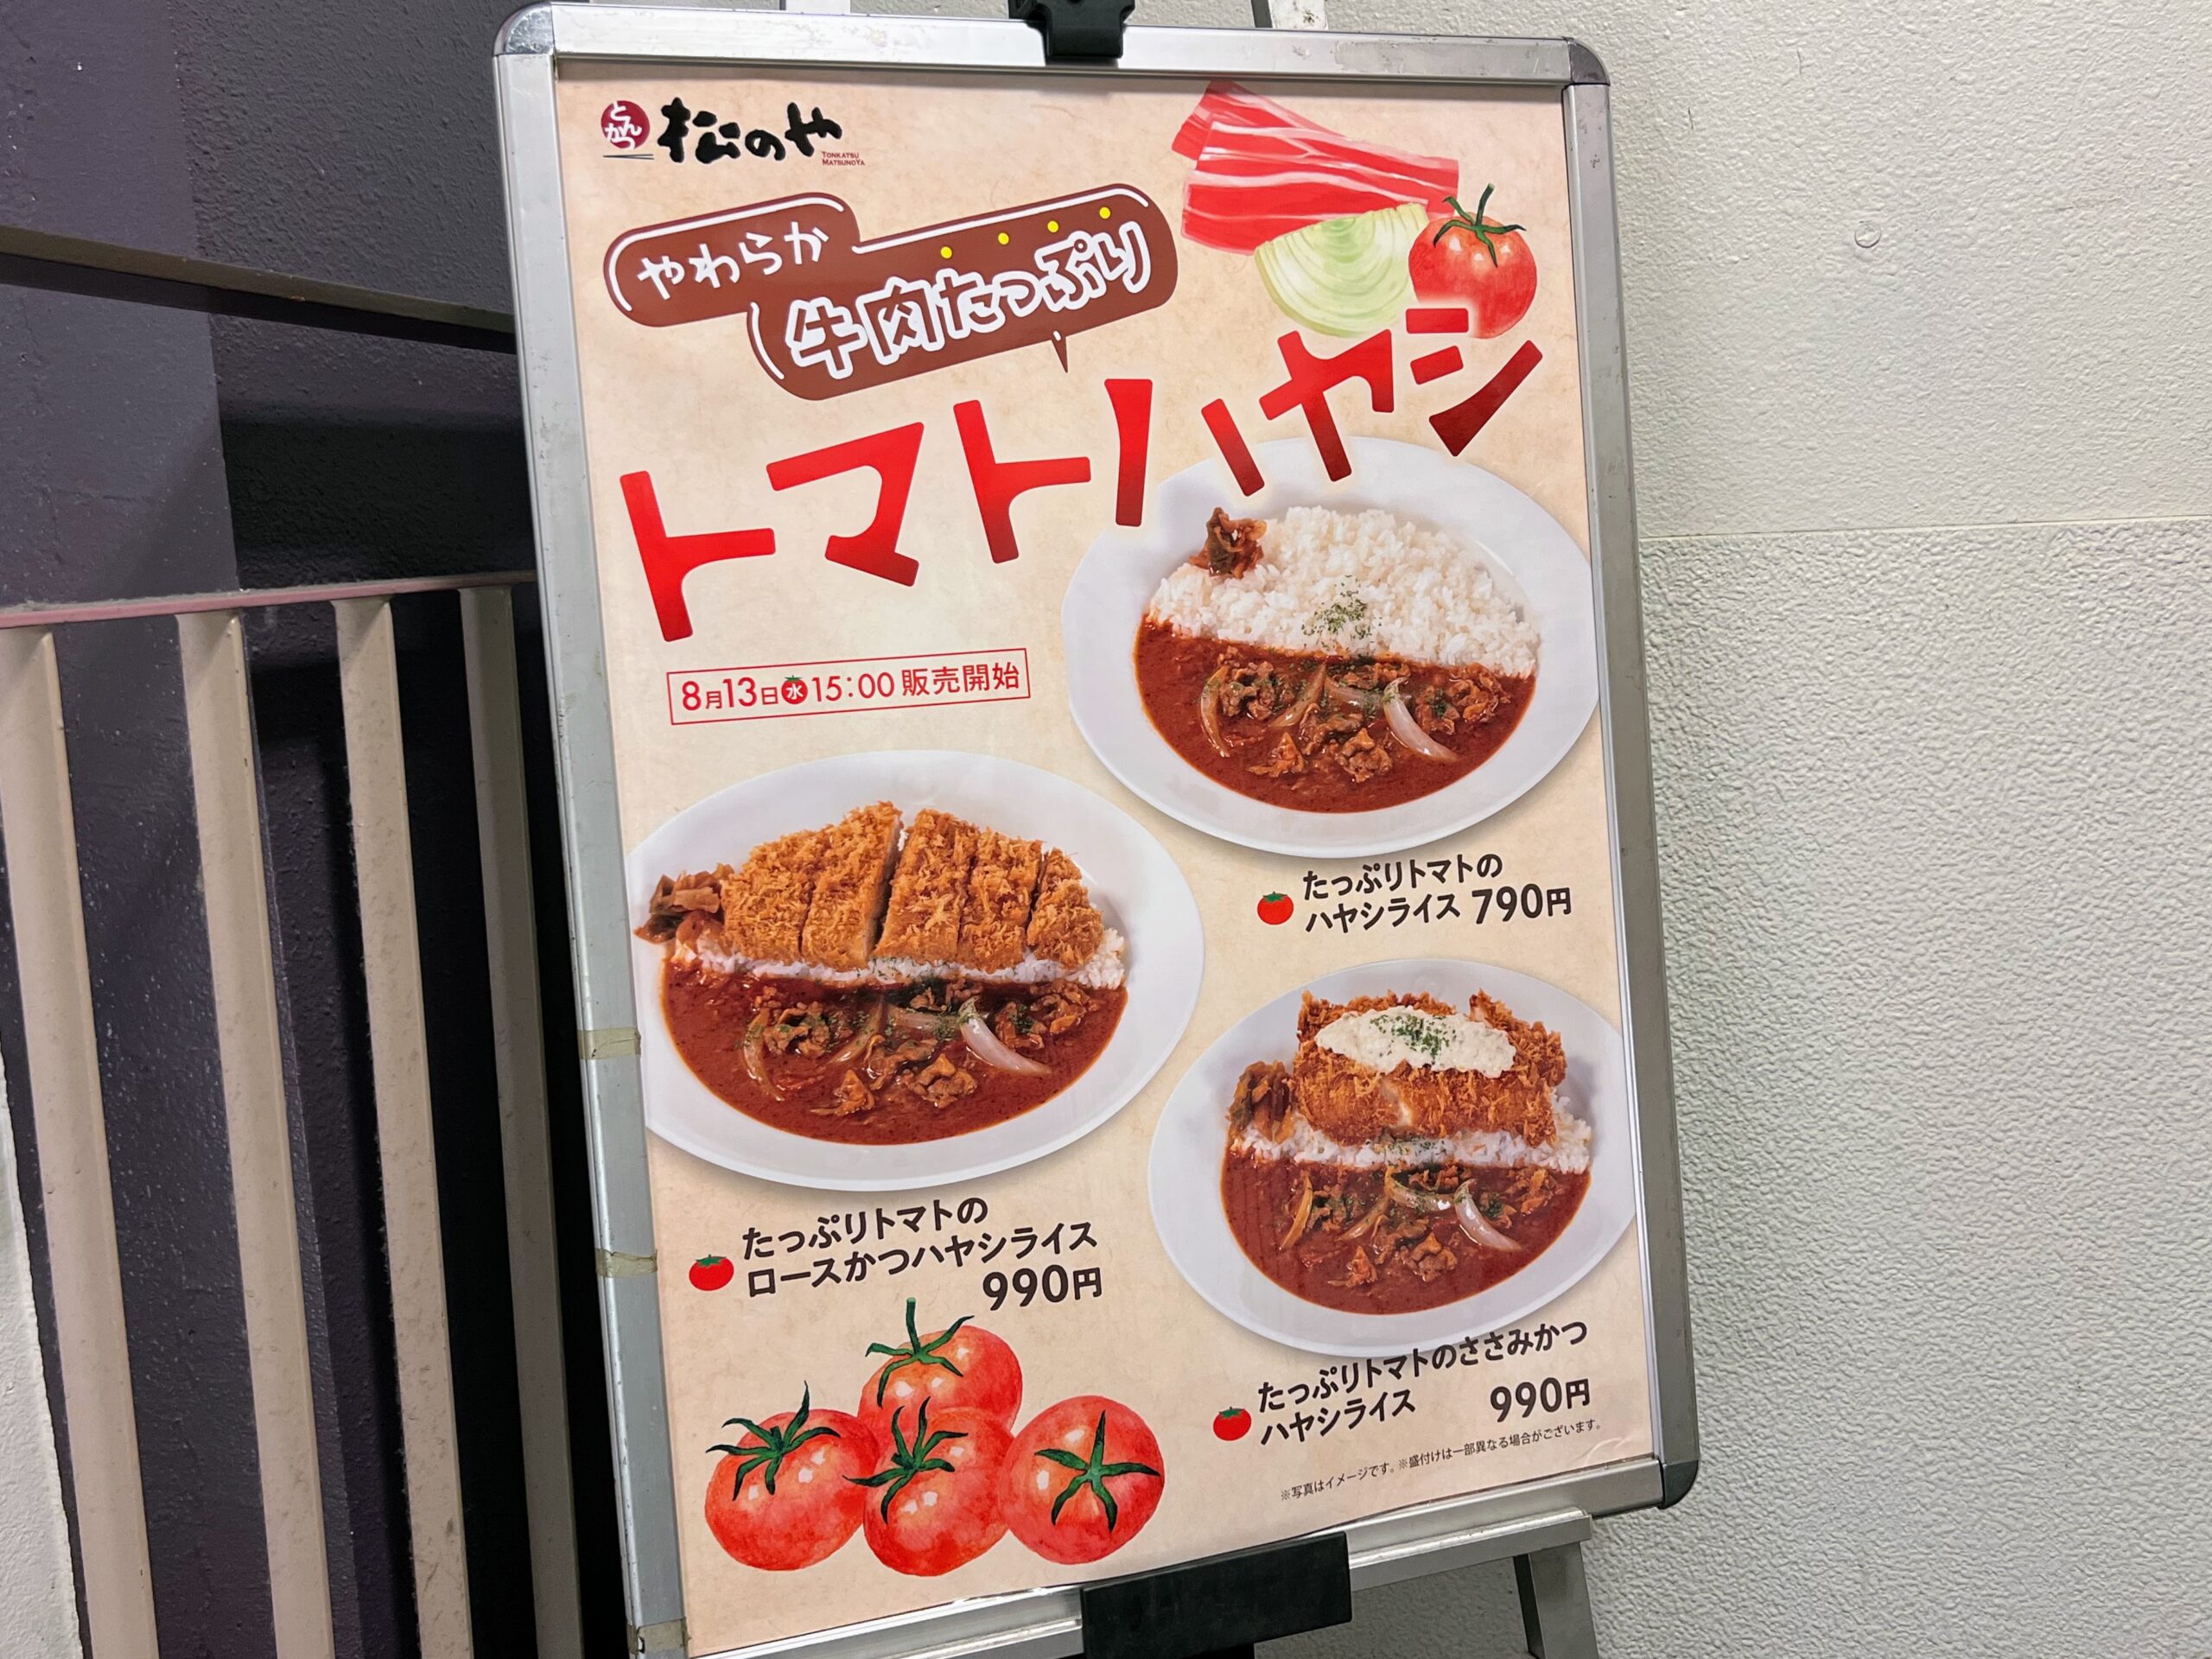 とんかつ
松のや
TONKATSU
MATSUNOYA
やわらか
牛肉たっぷり
トマトハヤシ
8月13日水15:00販売開始
たっぷりトマトの
ハヤシライス 790円
たっぷりトマトの
ロースかつハヤシライス
990円
たっぷりトマトのささみかつ
ハヤシライス 990円
※写真はイメージです。※盛付けは一部異なる場合がございます。